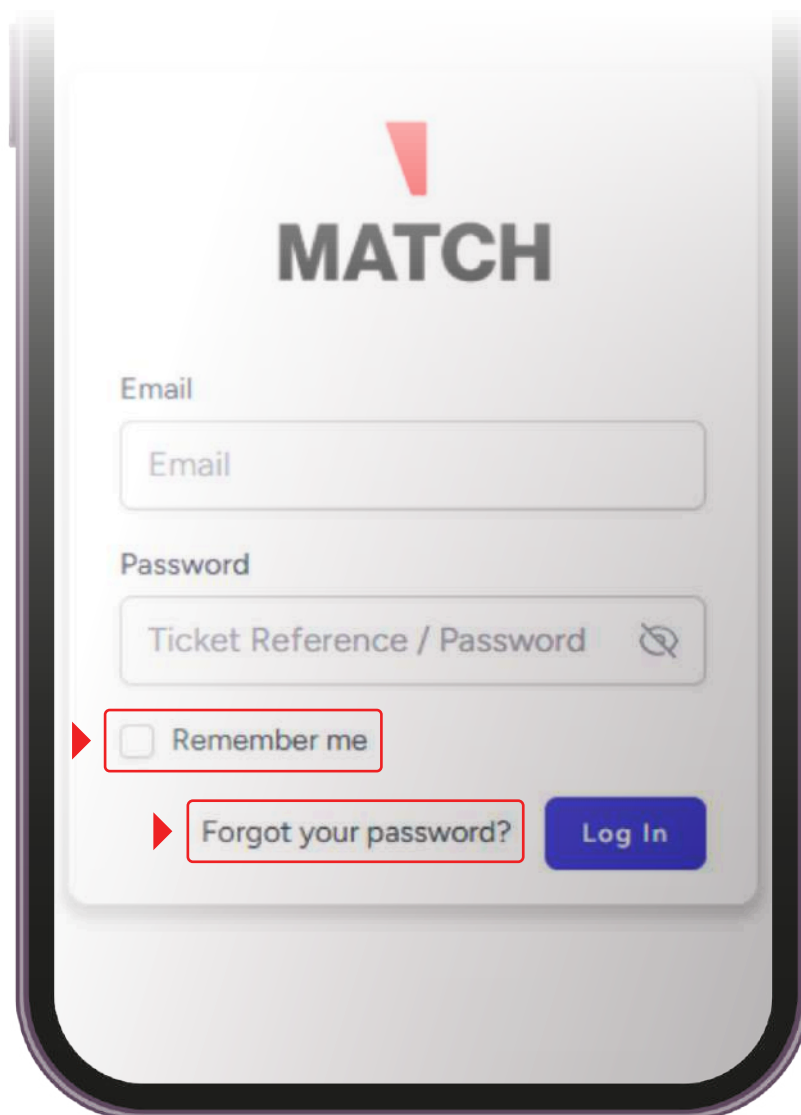 MATCH
Email
Email
Password
Ticket Reference / Password
Remember me
Forgot your password? Log In